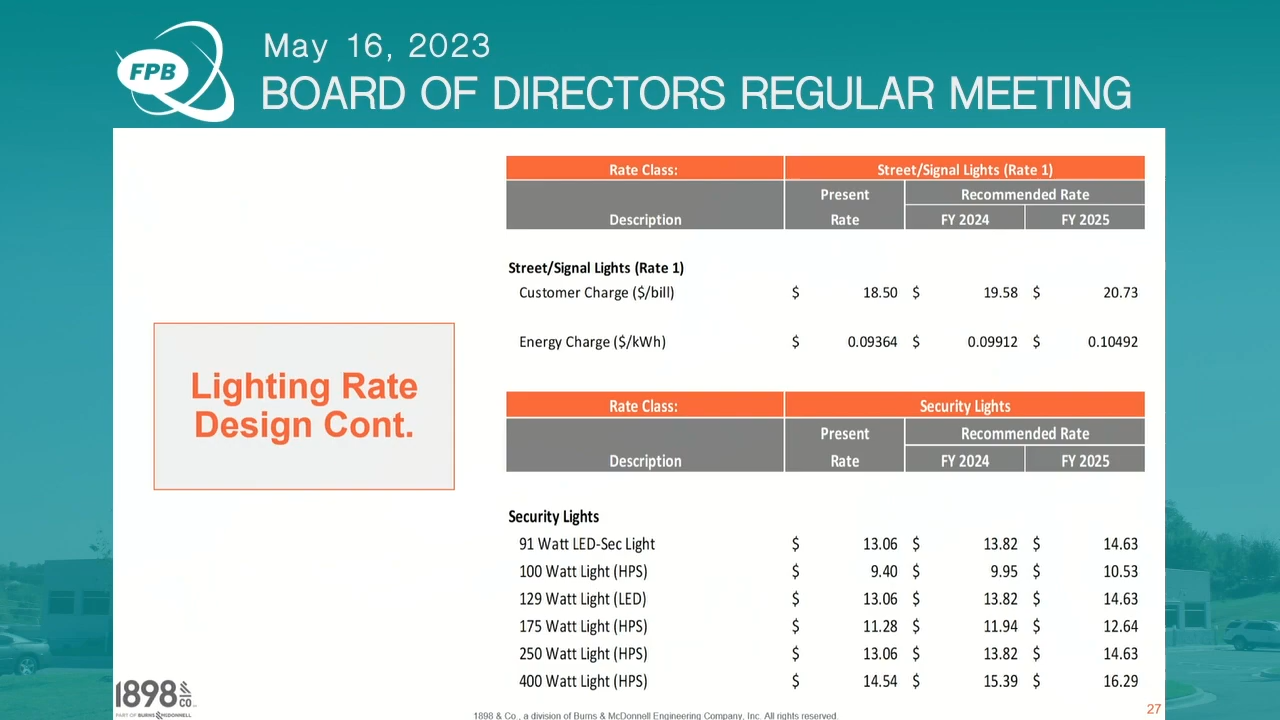 FPB
May 16, 2023
BOARD OF DIRECTORS REGULAR MEETING
Lighting Rate
Design Cont.
Rate Class: Street/Signal Lights (Rate 1)
Present Recommended Rate
Description Rate FY 2024 FY 2025
Street/Signal Lights (Rate 1)
Customer Charge ($/bill) $ 18.50 $ 19.58 $ 20.73
Energy Charge ($/kWh) $ 0.09364 $ 0.09912 $ 0.10492
Rate Class: Security Lights
Present Recommended Rate
Description Rate FY 2024 FY 2025
Security Lights
91 Watt LED-Sec Light $ 13.06 $ 13.82 $ 14.63
100 Watt Light (HPS) $ 9.40 $ 9.95 $ 10.53
129 Watt Light (LED) $ 13.06 $ 13.82 $ 14.63
175 Watt Light (HPS) $ 11.28 $ 11.94 $ 12.64
250 Watt Light (HPS) $ 13.06 $ 13.82 $ 14.63
400 Watt Light (HPS) $ 14.54 $ 15.39 $ 16.29
1898 & CO
PART OF BURNS & McDONNELL
1898 & Co., a division of Burns & McDonnell Engineering Company, Inc. All rights reserved.
27